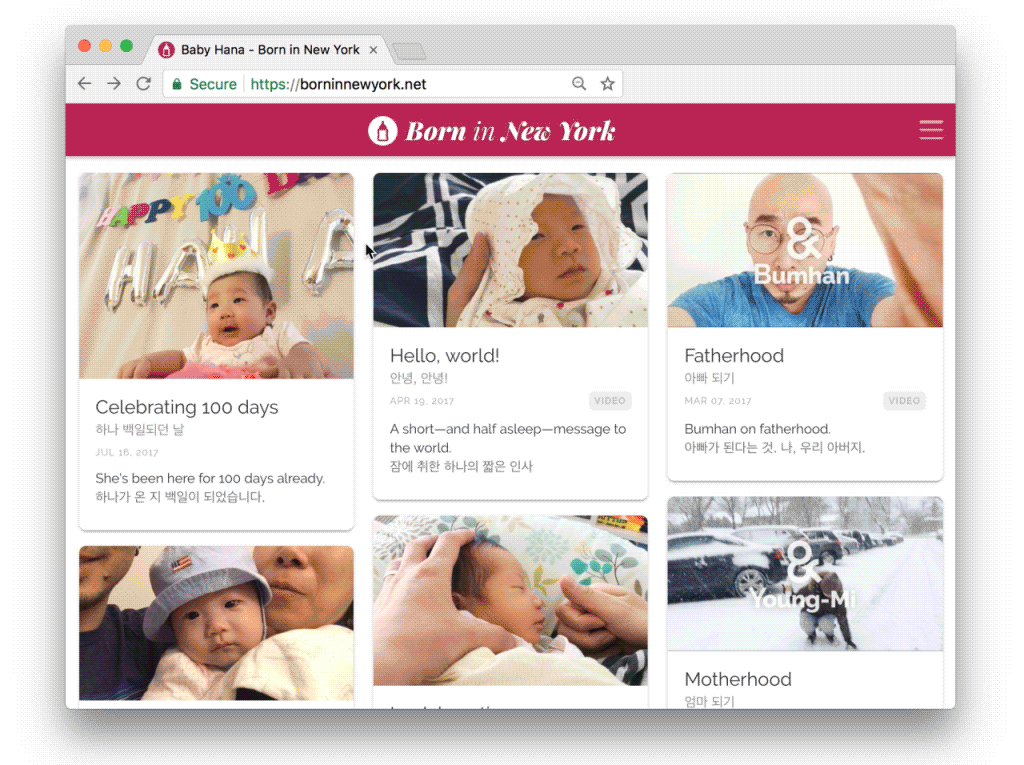 Baby Hana - Born in New York
Secure
https://borninnewyork.net
Born in New York
HAPPY 100 DA
HANA
Celebrating 100 days
하나 백일되던 날
JUL 16, 2017
She's been here for 100 days already.
하나가 온 지 백일이 되었습니다.
Hello, world!
안녕, 안녕!
APR 19, 2017
VIDEO
A short—and half asleep—message to
the world.
잠에 취한 하나의 짧은 인사
&
Bumhan
Fatherhood
아빠 되기
MAR 07, 2017
VIDEO
Bumhan on fatherhood.
아빠가 된다는 것. 나, 우리 아버지.
&
Young-Mi
Motherhood
엄마 되기